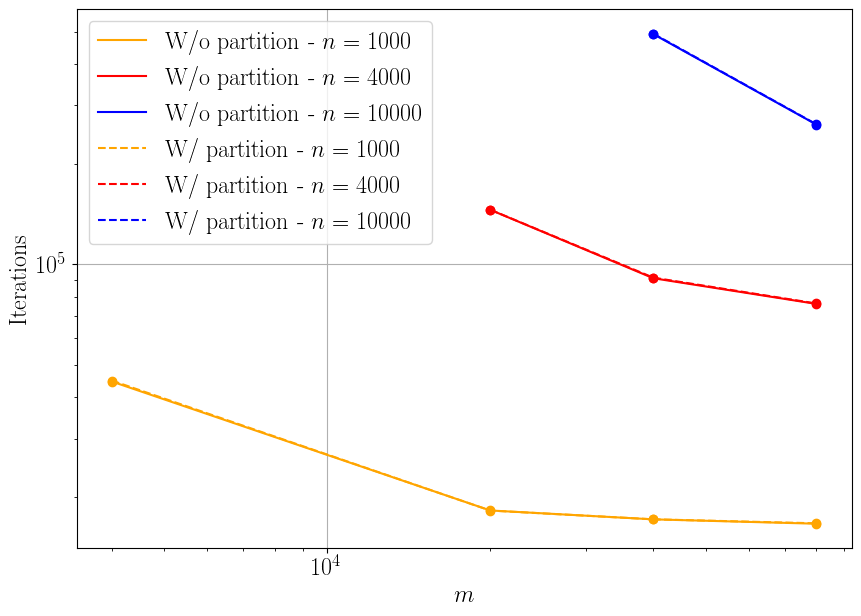 W/o partition - n = 1000
W/o partition - n = 4000
W/o partition - n = 10000
W/ partition - n = 1000
W/ partition - n = 4000
W/ partition - n = 10000
Iterations
10^5
10^4
m